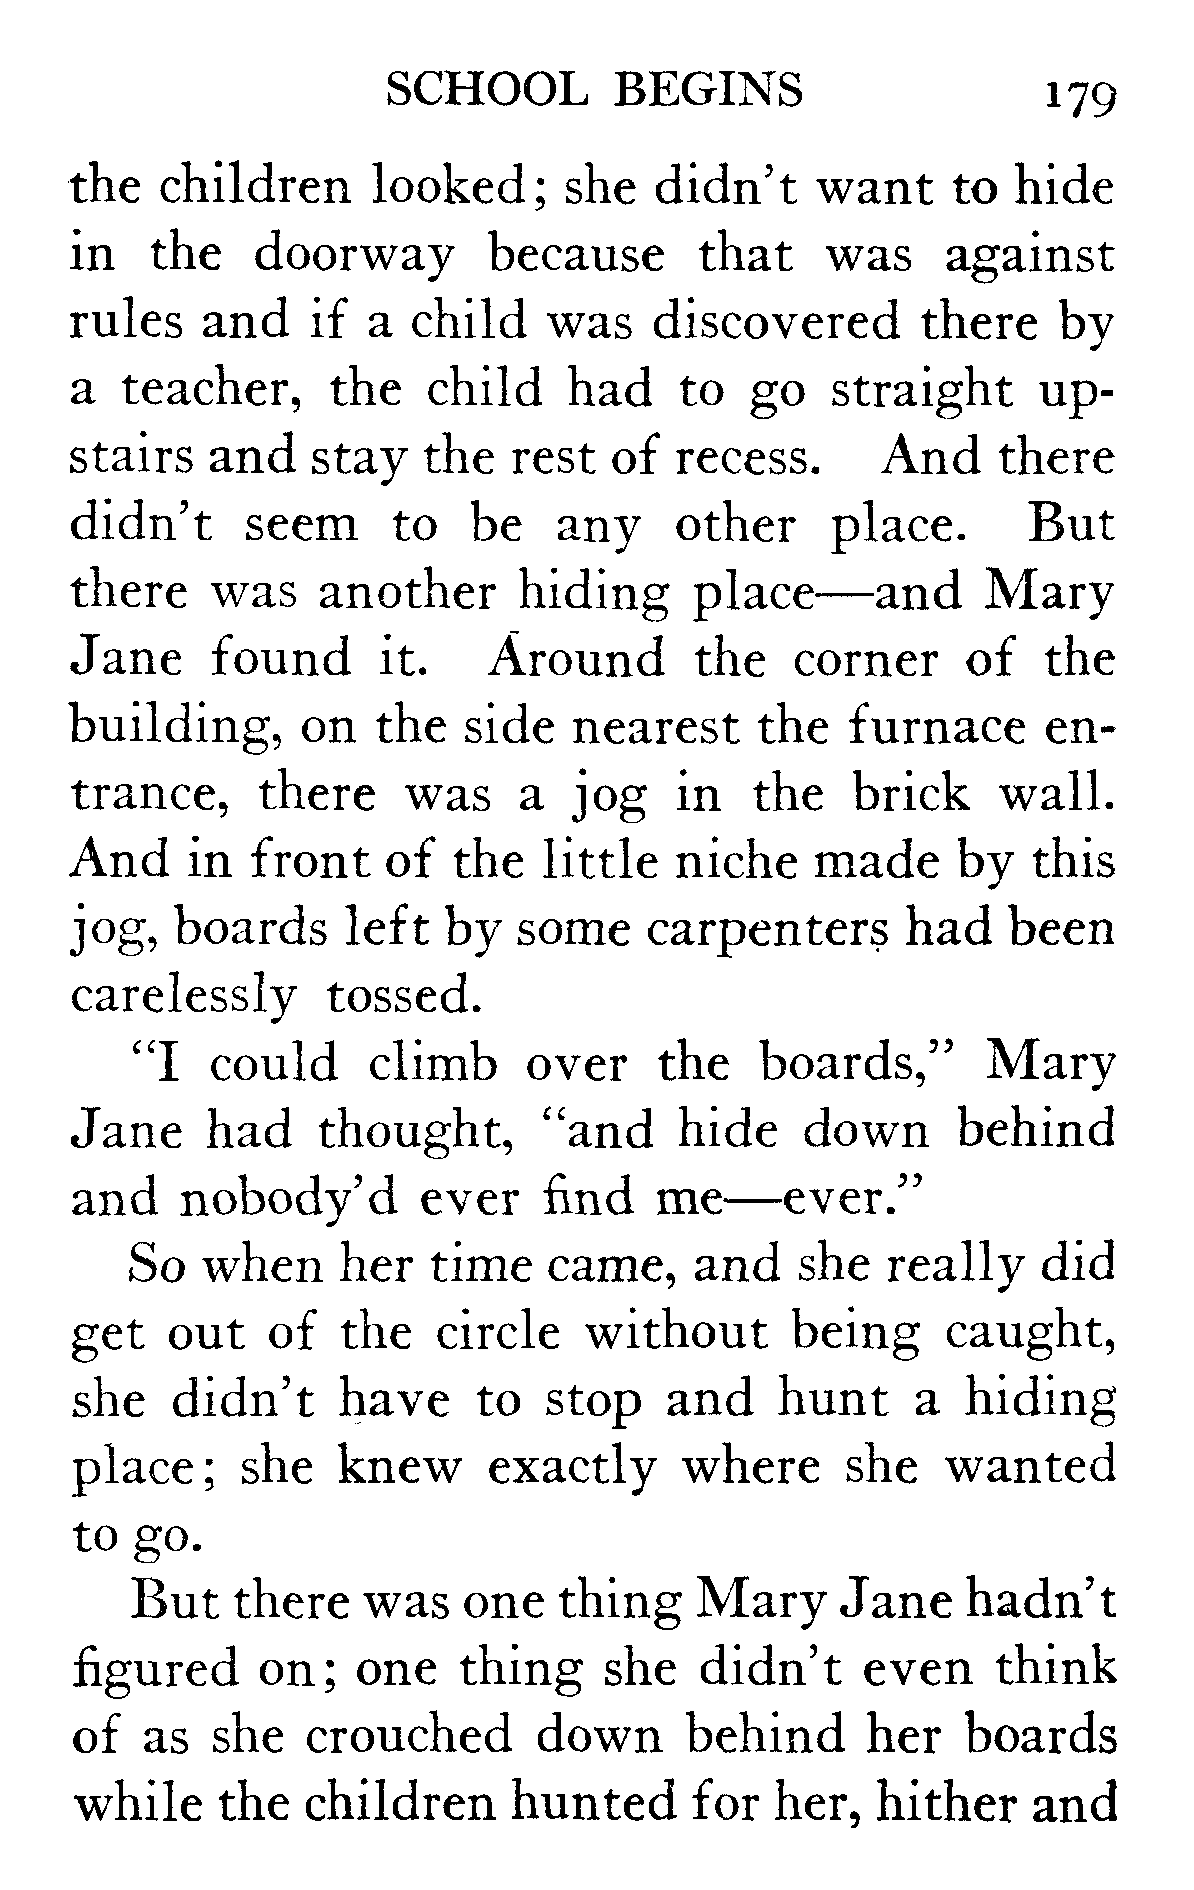 SCHOOL BEGINS 179
the children looked; she didn't want to hide
in the doorway because that was against
rules and if a child was discovered there by
a teacher, the child had to go straight up-
stairs and stay the rest of recess. And there
didn't seem to be any other place. But
there was another hiding place—and Mary
Jane found it. Around the corner of the
building, on the side nearest the furnace en-
trance, there was a jog in the brick wall.
And in front of the little niche made by this
jog, boards left by some carpenters had been
carelessly tossed.
"I could climb over the boards," Mary
Jane had thought, "and hide down behind
and nobody'd ever find me—ever."
So when her time came, and she really did
get out of the circle without being caught,
she didn't have to stop and hunt a hiding
place; she knew exactly where she wanted
to go.
But there was one thing Mary Jane hadn't
figured on; one thing she didn't even think
of as she crouched down behind her boards
while the children hunted for her, hither and